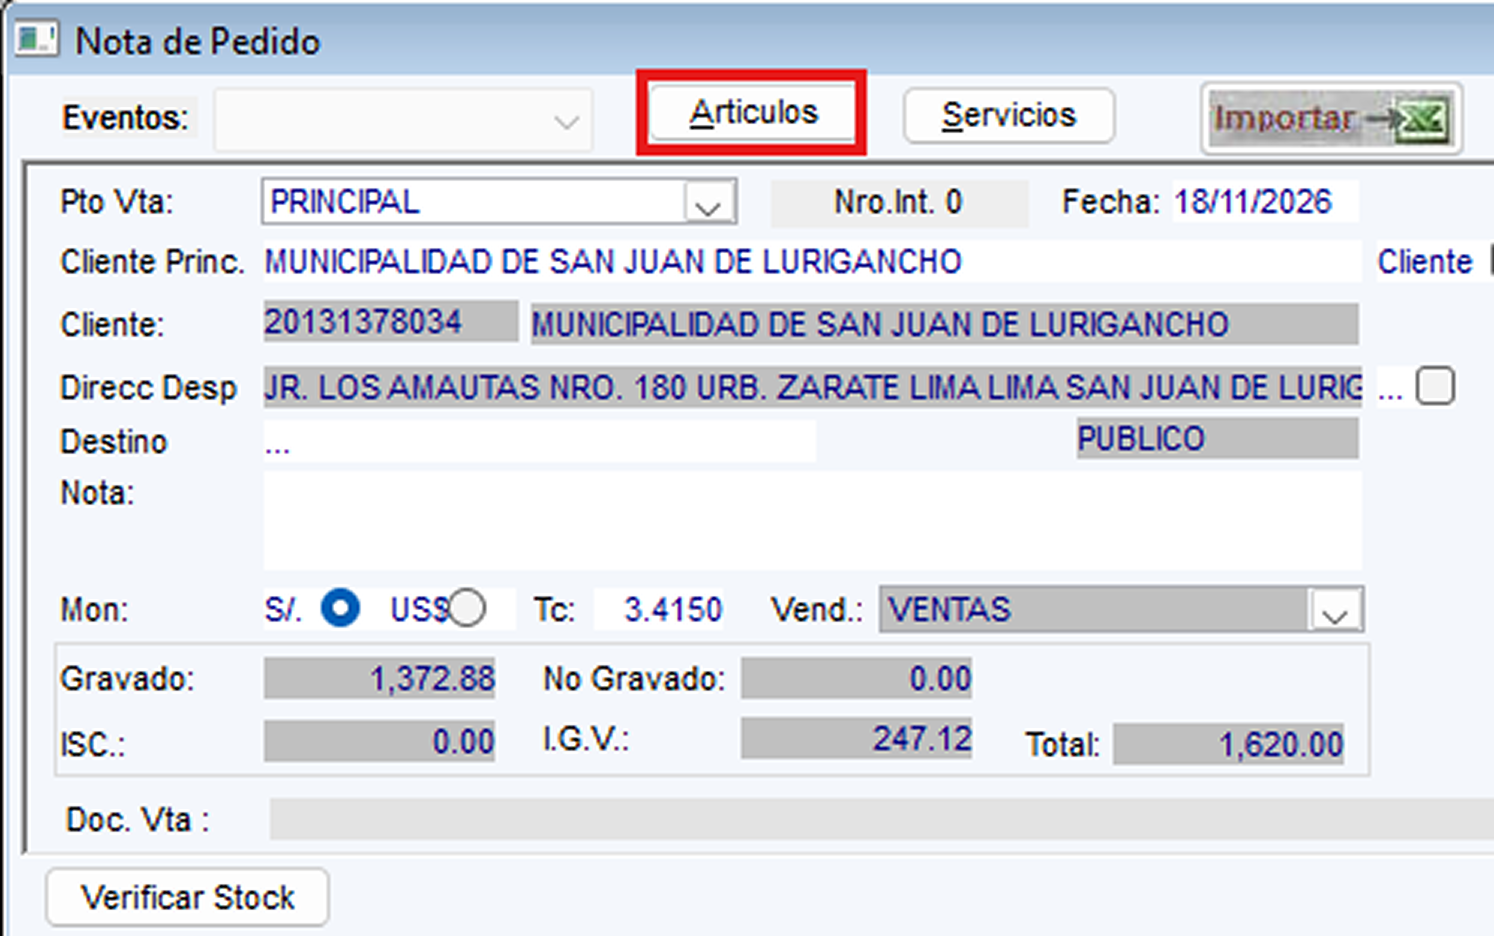 Nota de Pedido
Eventos: Articulos Servicios Importar
Pto Vta: PRINCIPAL Nro.Int. 0 Fecha: 18/11/2026
Cliente Princ. MUNICIPALIDAD DE SAN JUAN DE LURIGANCHO Cliente
Cliente: 20131378034 MUNICIPALIDAD DE SAN JUAN DE LURIGANCHO
Direcc Desp JR. LOS AMAUTAS NRO. 180 URB. ZARATE LIMA LIMA SAN JUAN DE LURIG ...
Destino ... PUBLICO
Nota:
Mon: S/. US$ Tc: 3.4150 Vend.: VENTAS
Gravado: 1,372.88 No Gravado: 0.00
ISC.: 0.00 I.G.V.: 247.12 Total: 1,620.00
Doc. Vta :
Verificar Stock